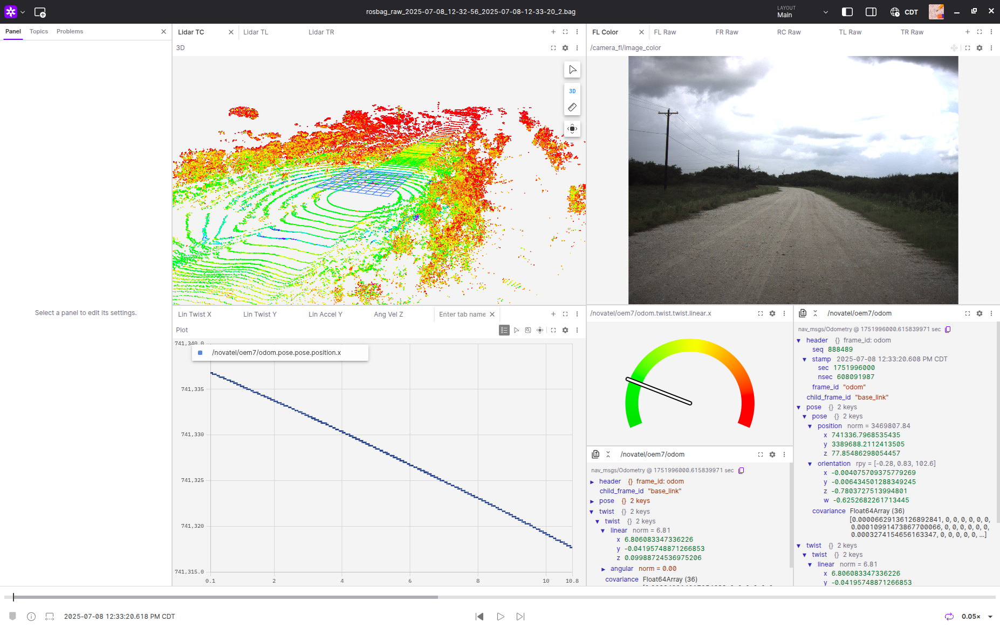 rosbag_raw_2025-07-08_12-32-56_2025-07-08-12-33-20_2.bag
LAYOUT
Main
CDT
Panel Topics Problems
Select a panel to edit its settings.
Lidar TC Lidar TL Lidar TR
3D
3D
FL Color FL Raw FR Raw RC Raw TL Raw TR Raw
/camera_fl/image_color
Lin Twist X Lin Twist Y Lin Accel Y Ang Vel Z Enter tab name
Plot
741,340.0
/novatel/oem7/odom.pose.pose.position.x
741,335
741,330
741,325
741,320
741,315.0
0.1 2 4 6 8 10 10.8
/novatel/oem7/odom.twist.twist.linear.x
/novatel/oem7/odom
nav_msgs/Odometry @ 1751996000.615839971 sec
header {} frame_id: odom
child_frame_id "base_link"
pose {} 2 keys
twist {} 2 keys
twist {} 2 keys
linear norm = 6.81
x 6.806083347336226
y -0.04195748871266853
z 0.09988724536975206
angular norm = 0.00
covariance Float64Array (36)
/novatel/oem7/odom
nav_msgs/Odometry @ 1751996000.615839971 sec
header {} frame_id: odom
seq 888489
stamp 2025-07-08 12:33:20.608 PM CDT
sec 1751996000
nsec 608091987
frame_id "odom"
child_frame_id "base_link"
pose {} 2 keys
pose {} 2 keys
position norm = 3469807.84
x 741336.7968535435
y 3389688.2112413505
z 77.85486298054457
orientation rpy = [-0.28, 0.83, 102.6]
x -0.004075709375779269
y -0.006434501288349245
z -0.7803727513994801
w -0.6252682261713445
covariance Float64Array (36)
[0.00006629136126892841, 0, 0, 0, 0, 0, 0,
0.00010991473867700066, 0, 0, 0, 0, 0, 0,
0.0003274154656163347, 0, 0, 0, 0, 0, ...]
twist {} 2 keys
twist {} 2 keys
linear norm = 6.81
x 6.806083347336226
y -0.04195748871266853
2025-07-08 12:33:20.618 PM CDT
0.05×